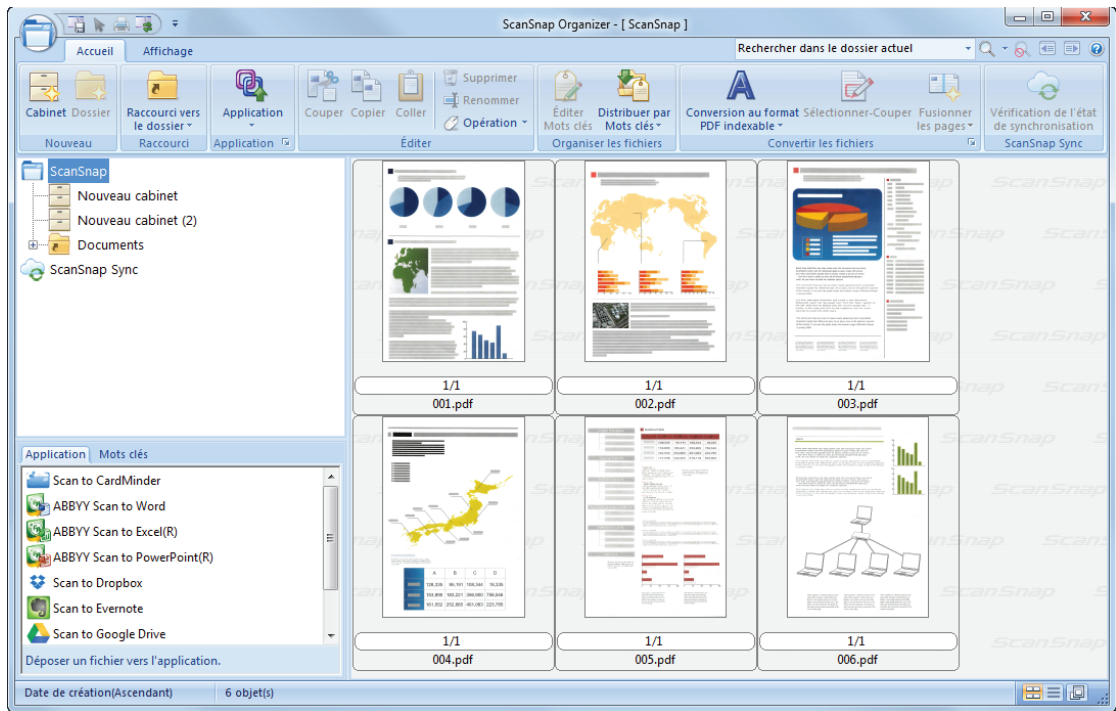 ScanSnap Organizer - [ ScanSnap ]
Accueil
Affichage
Rechercher dans le dossier actuel
Cabinet
Dossier
Raccourci vers
le dossier
Application
Couper
Copier
Coller
Supprimer
Renommer
Opération
Éditer
Mots clés
Distribuer par
Mots clés
Conversion au format
PDF indexable
Sélectionner-Couper
Fusionner
les pages
Vérification de l'état
de synchronisation
Nouveau
Raccourci
Application
Éditer
Organiser les fichiers
Convertir les fichiers
ScanSnap Sync
ScanSnap
Nouveau cabinet
Nouveau cabinet (2)
Documents
ScanSnap Sync
1/1
001.pdf
1/1
002.pdf
1/1
003.pdf
Application
Mots clés
Scan to CardMinder
ABBYY Scan to Word
ABBYY Scan to Excel(R)
ABBYY Scan to PowerPoint(R)
Scan to Dropbox
Scan to Evernote
Scan to Google Drive
Déposer un fichier vers l'application.
A B C D
1/1
004.pdf
1/1
005.pdf
1/1
006.pdf
ScanSnap
Date de création(Ascendant)
6 objet(s)